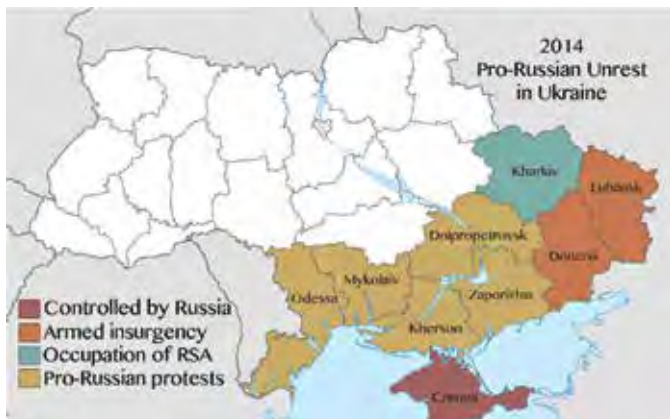 2014
Pro-Russian Unrest
in Ukraine
Kharkiv
Luhansk
Dnipropetrovsk
Donetsk
Mykolaiv
Odessa
Zaporizhia
Kherson
Controlled by Russia
Armed insurgency
Occupation of RSA
Pro-Russian protests
Crimea